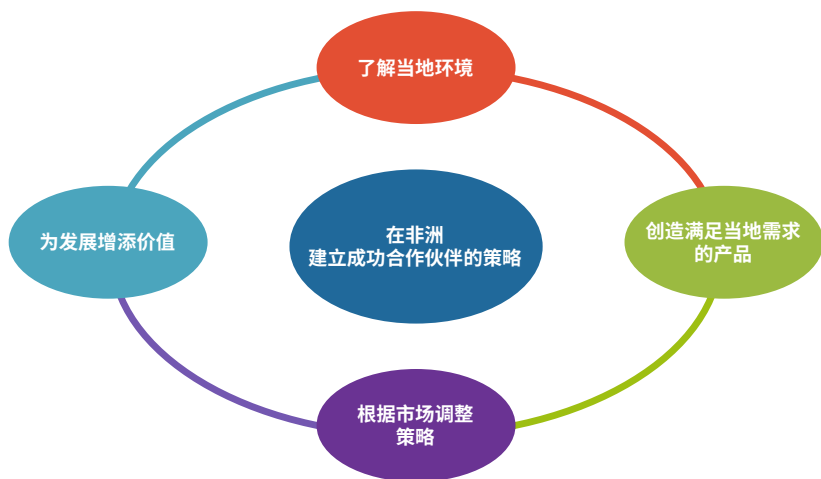 了解当地环境
为发展增添价值
在非洲
建立成功合作伙伴的策略
创造满足当地需求
的产品
根据市场调整
策略